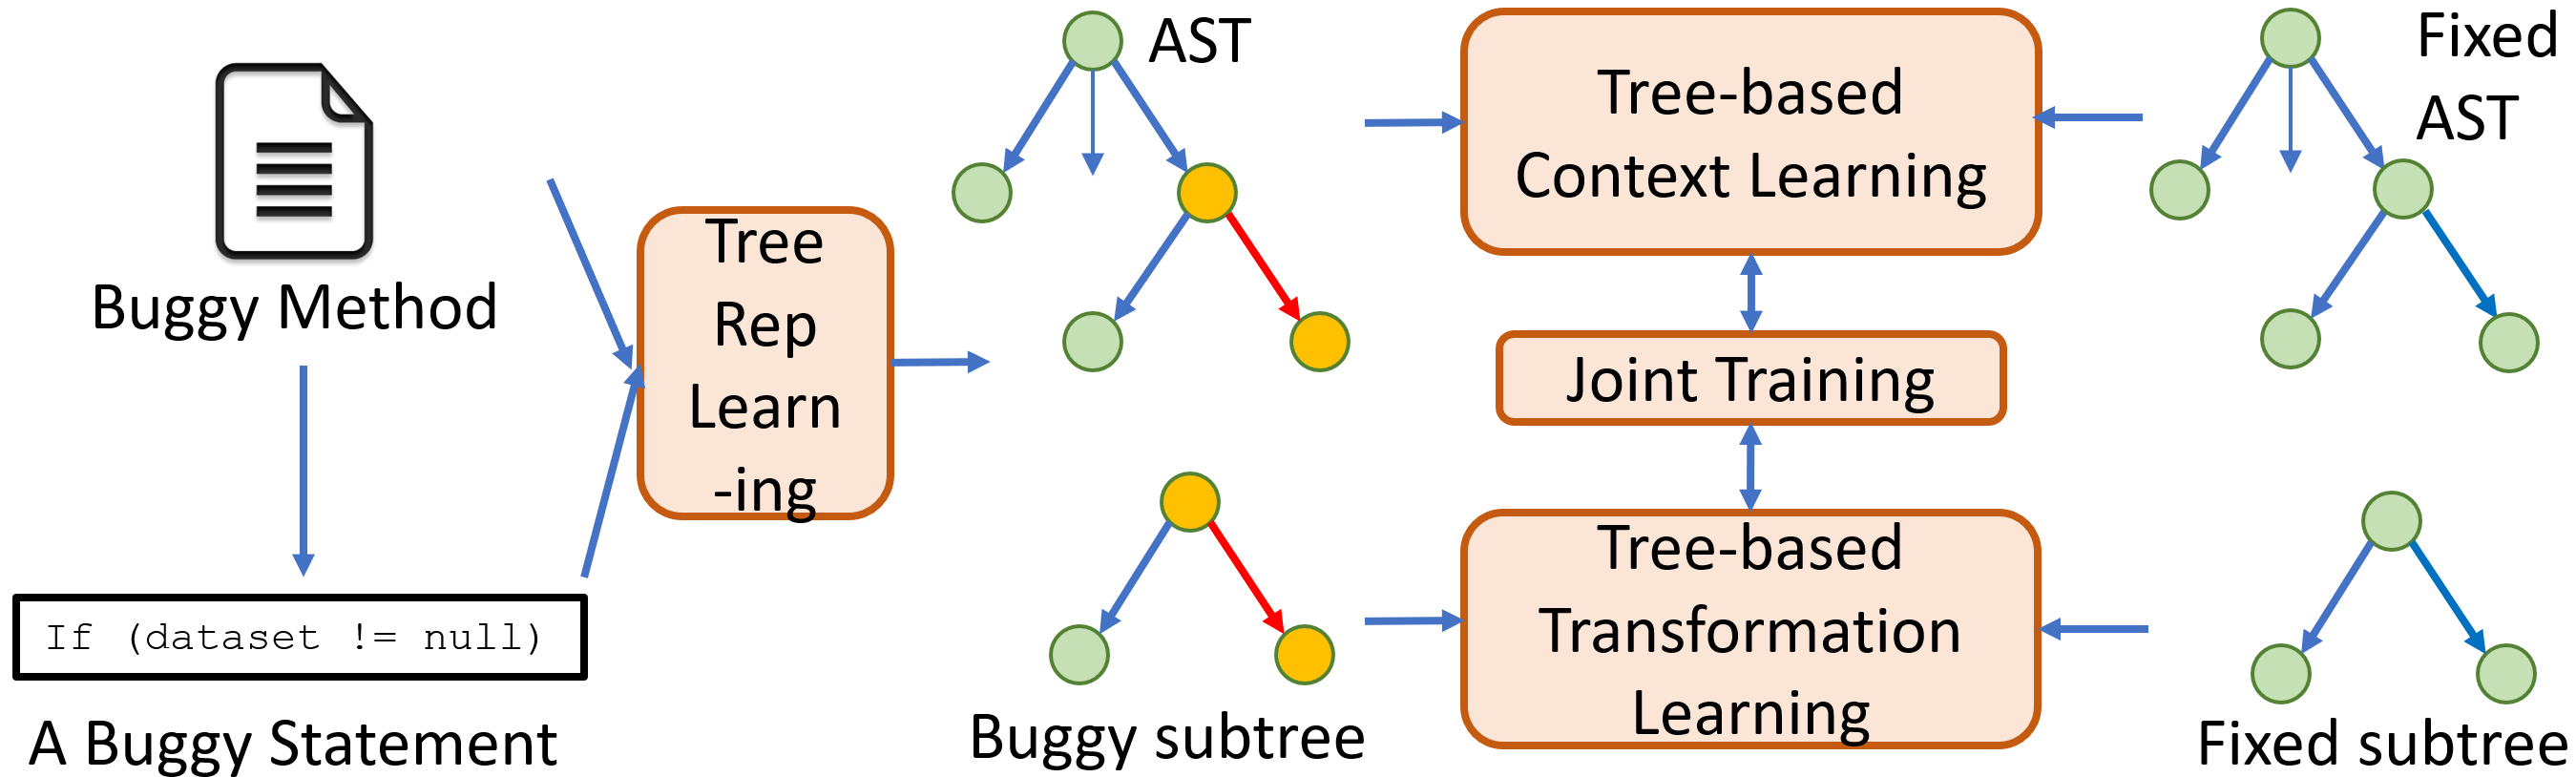 Buggy Method
If (dataset != null)
A Buggy Statement
Tree
Rep
Learn
-ing
AST
Buggy subtree
Tree-based
Context Learning
Joint Training
Tree-based
Transformation
Learning
Fixed
AST
Fixed subtree